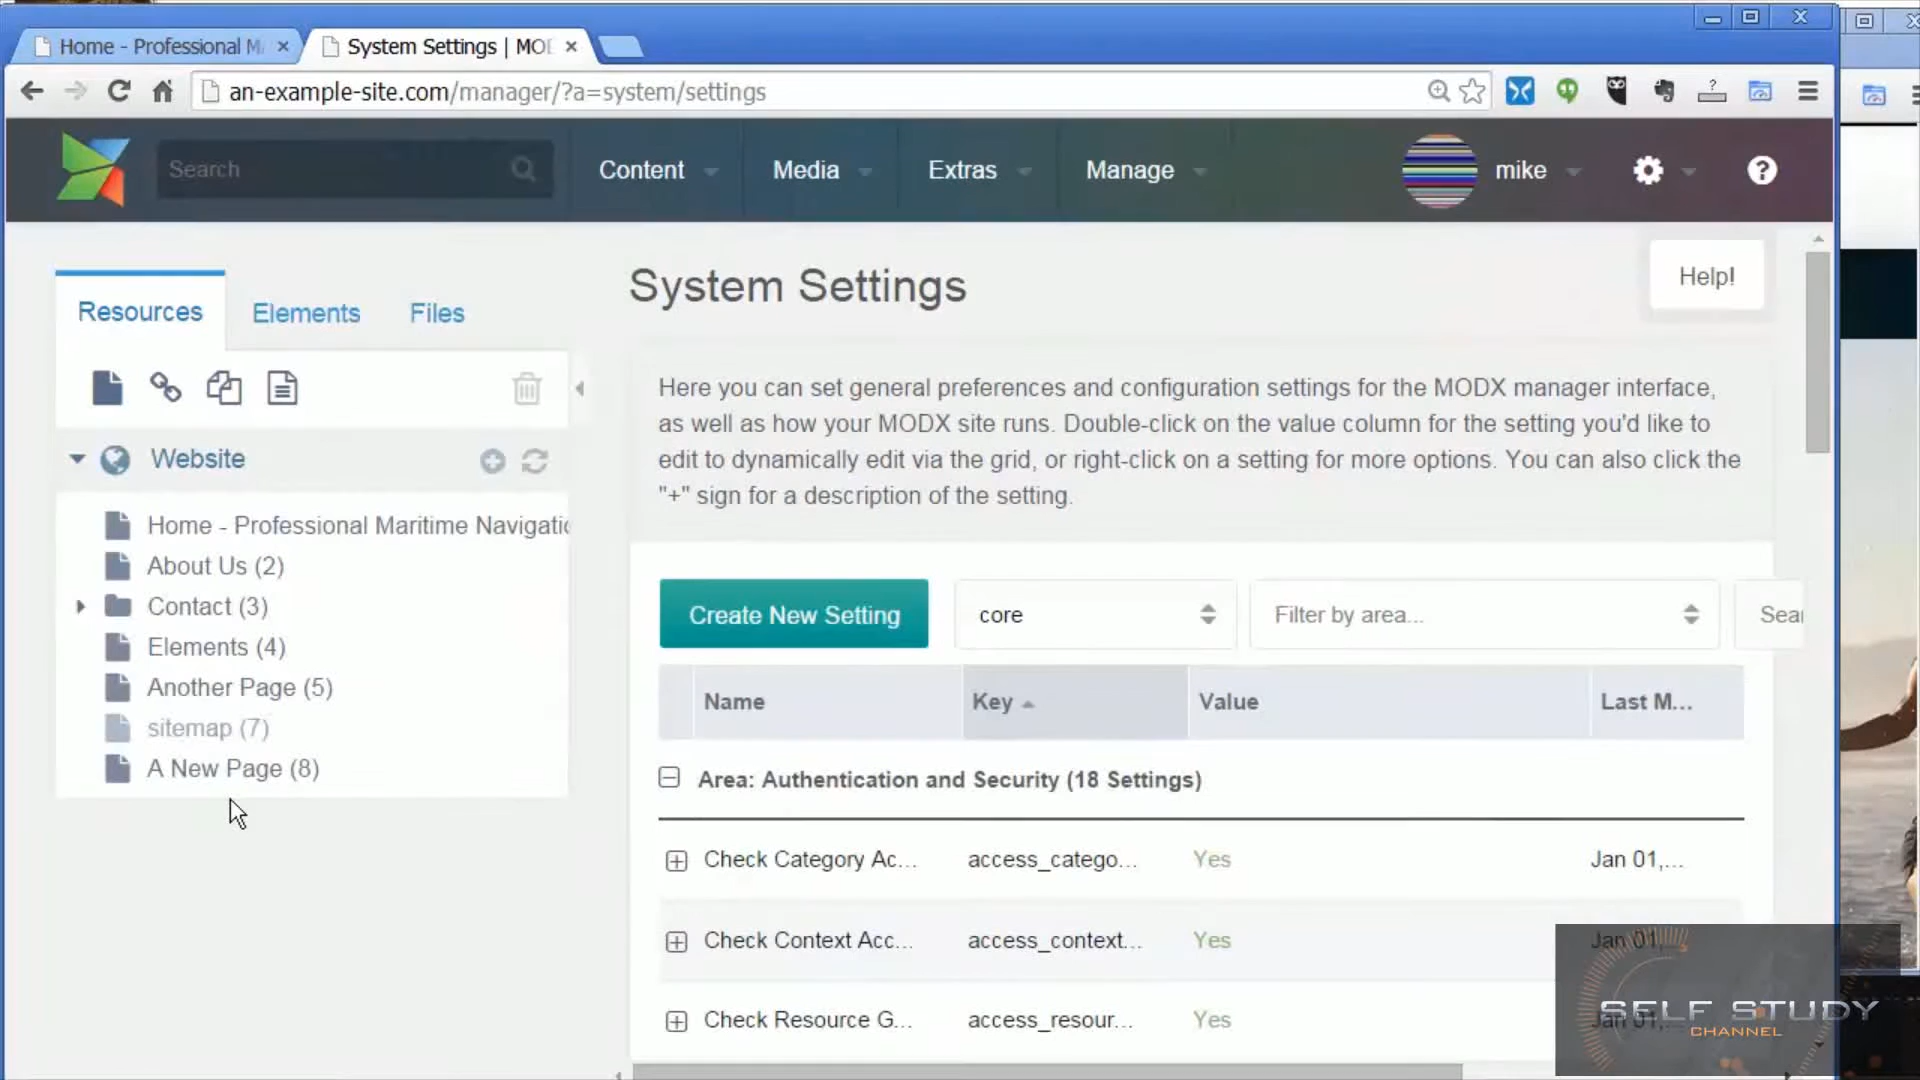 Home - Professional M
System Settings | MO
an-example-site.com/manager/?a=system/settings
Search
Content
Media
Extras
Manage
mike
Resources
Elements
Files
System Settings
Help!
Here you can set general preferences and configuration settings for the MODX manager interface,
as well as how your MODX site runs. Double-click on the value column for the setting you'd like to
edit to dynamically edit via the grid, or right-click on a setting for more options. You can also click the
"+" sign for a description of the setting.
Website
Home - Professional Maritime Navigatio
About Us (2)
Contact (3)
Elements (4)
Another Page (5)
sitemap (7)
A New Page (8)
Create New Setting
core
Filter by area...
Sear
Name
Key
Value
Last M...
Area: Authentication and Security (18 Settings)
Check Category Ac...
access_catego...
Yes
Jan 01,...
Check Context Acc...
access_context...
Yes
Jan 01,...
Check Resource G...
access_resour...
Yes
Jan 01,...
SELF STUDY
CHANNEL